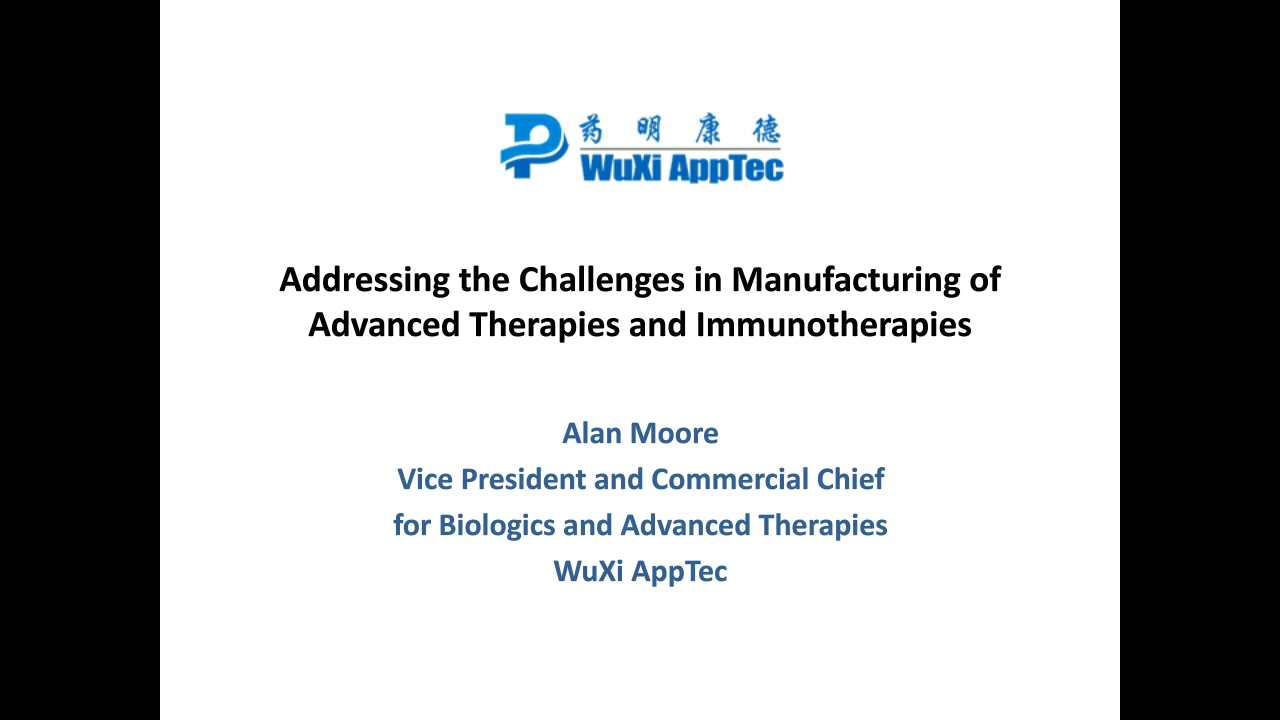 药明康德
WuXi AppTec
Addressing the Challenges in Manufacturing of
Advanced Therapies and Immunotherapies
Alan Moore
Vice President and Commercial Chief
for Biologics and Advanced Therapies
WuXi AppTec